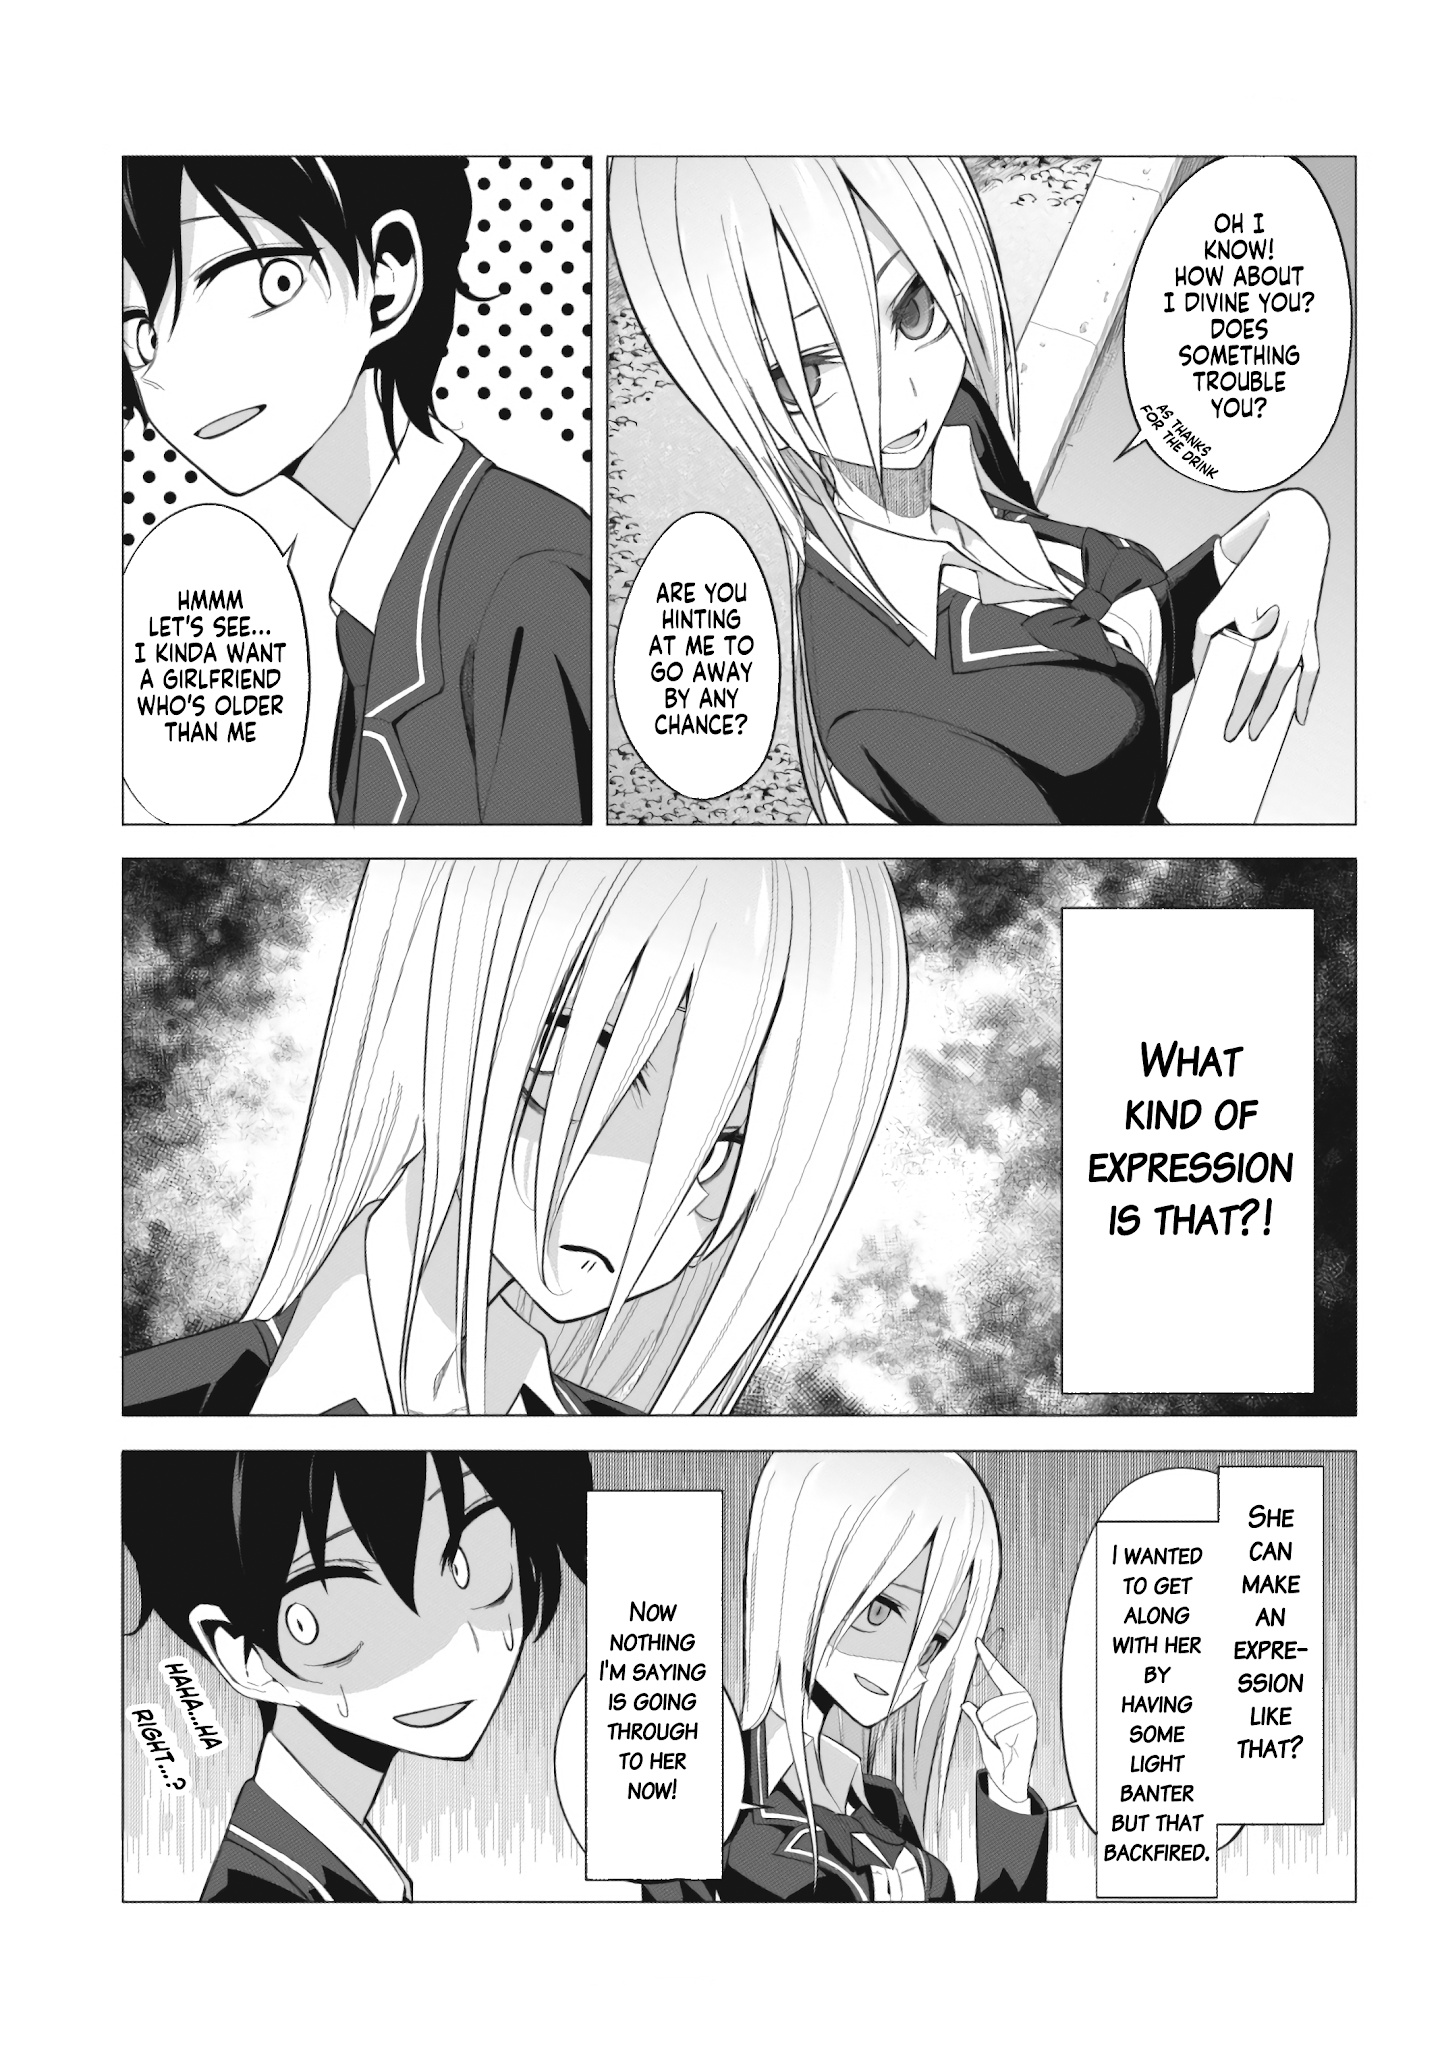 OH I
KNOW!
HOW ABOUT
I DIVINE YOU?
DOES
SOMETHING
TROUBLE
YOU?
AS THANKS
FOR THE DRINK
ARE YOU
HINTING
AT ME TO
GO AWAY
BY ANY
CHANCE?
HMMM
LET'S SEE...
I KINDA WANT
A GIRLFRIEND
WHO'S OLDER
THAN ME
WHAT
KIND OF
EXPRESSION
IS THAT?!
SHE
CAN
MAKE
AN
EXPRE-
SSION
LIKE
THAT?
I WANTED
TO GET
ALONG
WITH HER
BY
HAVING
SOME
LIGHT
BANTER
BUT THAT
BACKFIRED.
NOW
NOTHING
I'M SAYING
IS GOING
THROUGH
TO HER
NOW!
HAHA...HA
RIGHT...?